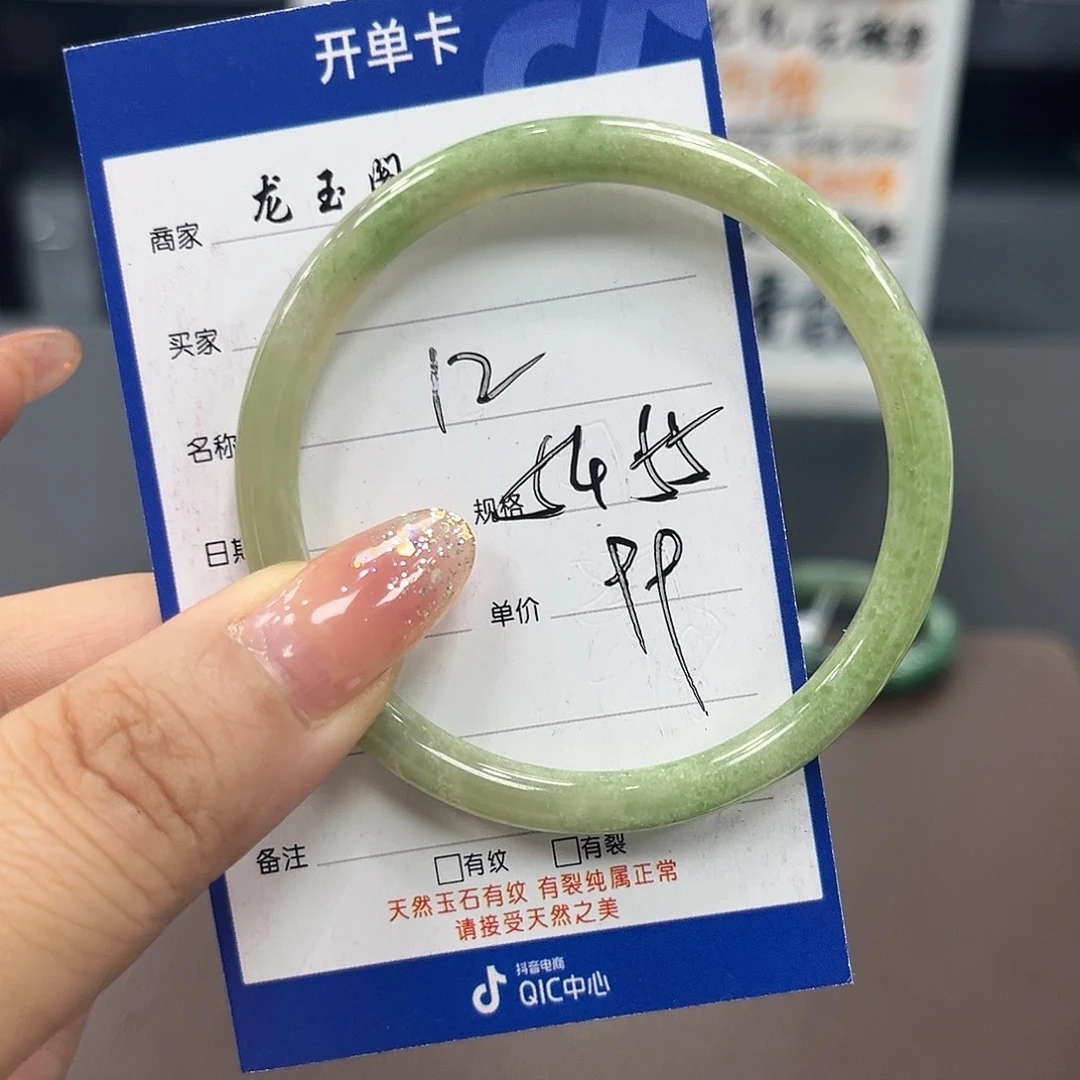 开单卡
商家 龙玉阁
买家
12
名称
规格 54 55
日期
单价 99
备注 □有纹 □有裂
天然玉石有纹 有裂纯属正常
请接受天然之美
抖音电商
QIC中心